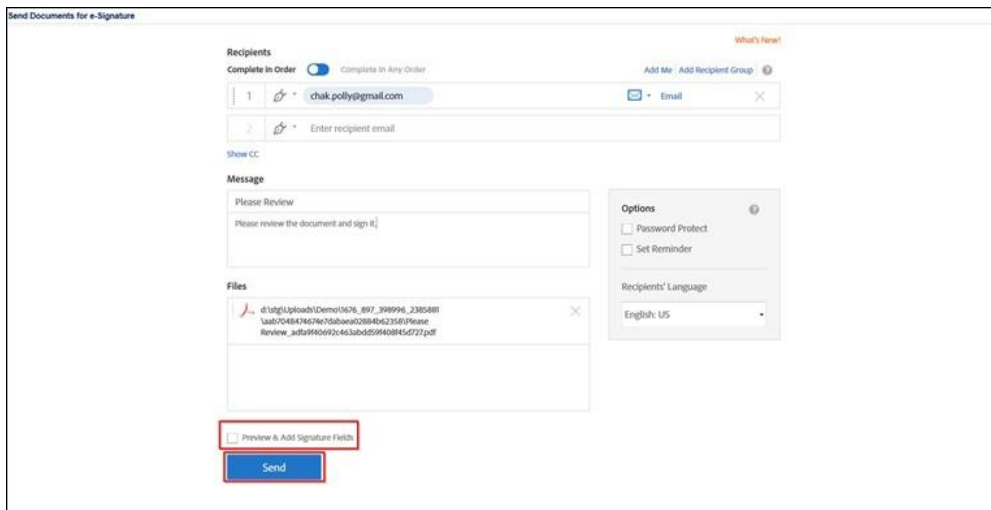 Send Documents for e-Signature
What's New!
Recipients
Complete in Order Complete in Any Order Add Me Add Recipient Group ?
1 chak.polly@gmail.com Email
2 Enter recipient email
Show CC
Message
Please Review
Please review the document and sign it.
Options ?
Password Protect
Set Reminder
Files
Recipients' Language
English: US
Send
Preview & Add Signature Fields